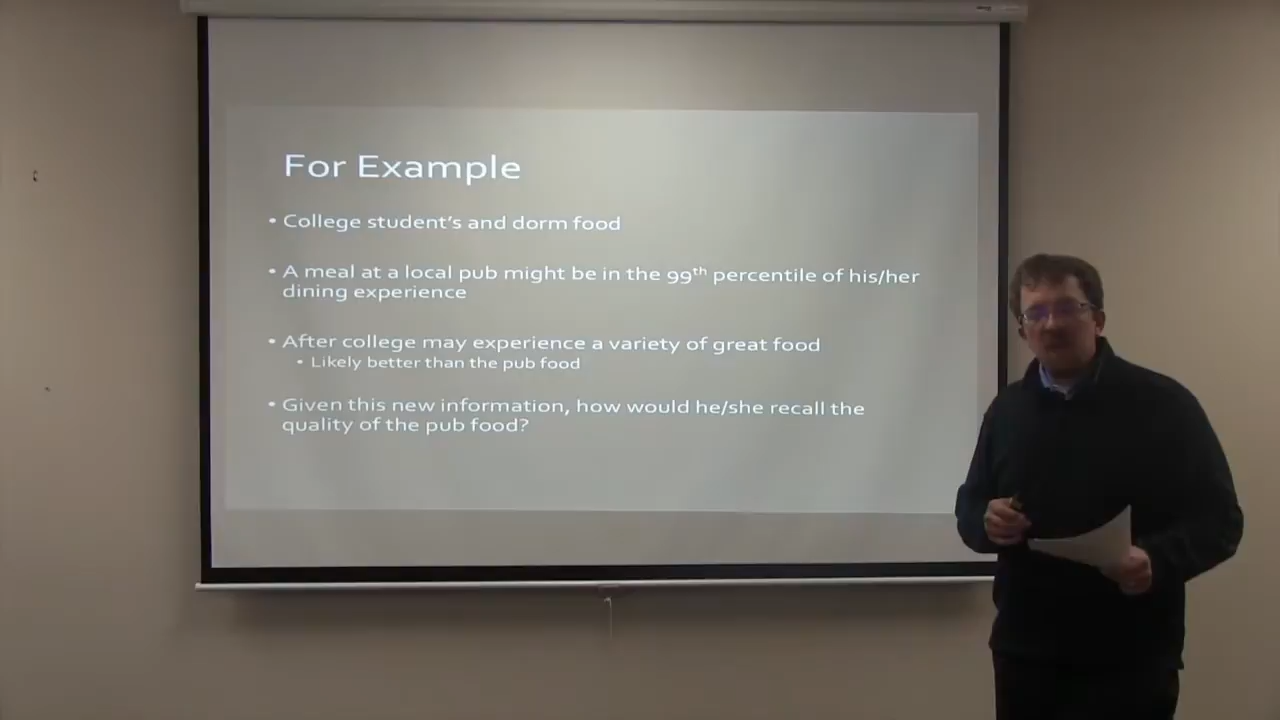 For Example
• College student's and dorm food
• A meal at a local pub might be in the 99th percentile of his/her
dining experience
• After college may experience a variety of great food
• Likely better than the pub food
• Given this new information, how would he/she recall the
quality of the pub food?